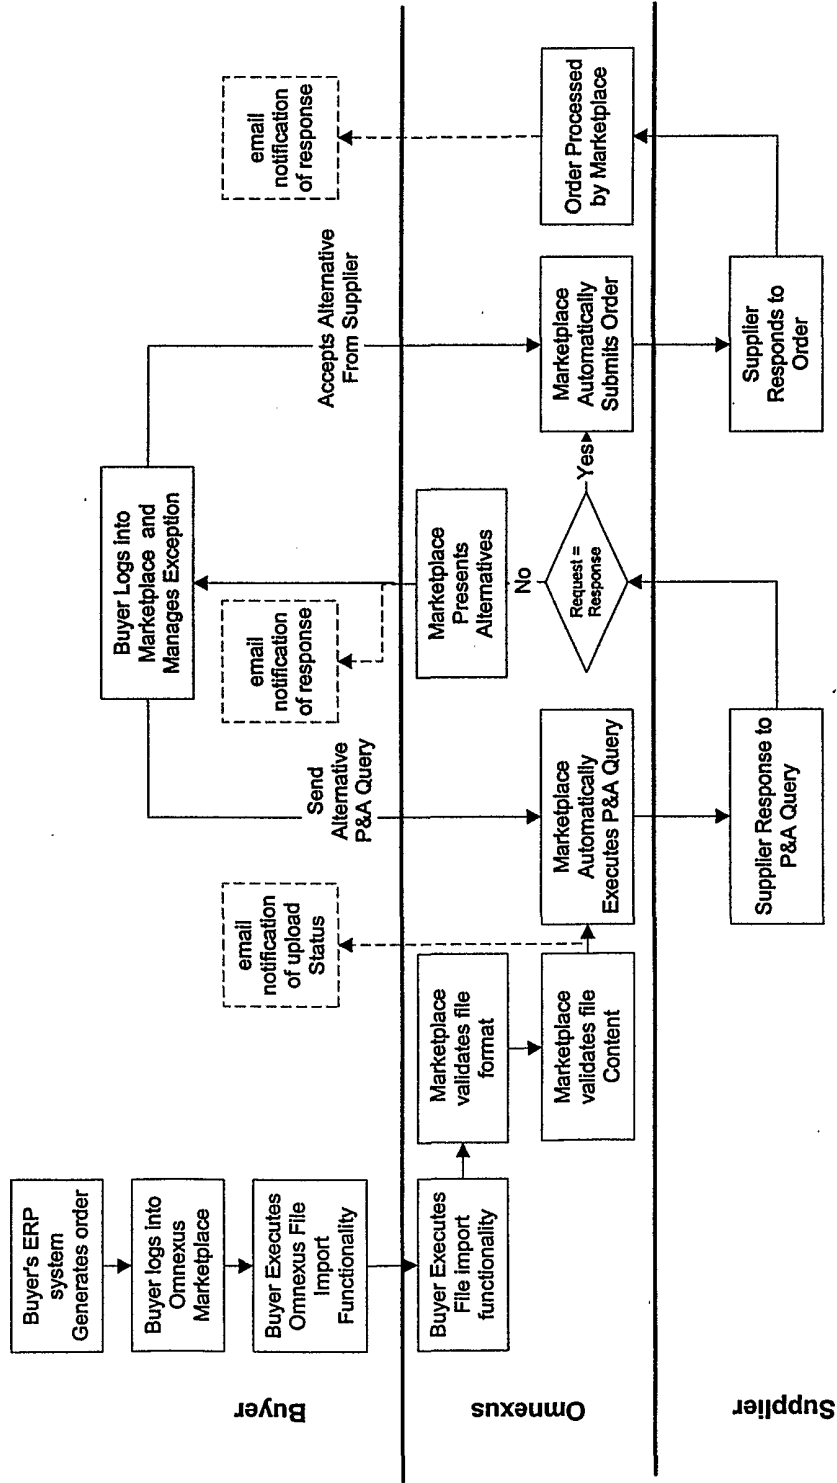 Buyer
Omnexus
Supplier
Buyer's ERP
system
Generates order
Buyer logs into
Omnexus
Marketplace
Buyer Executes
Omnexus File
Import
Functionality
Buyer Executes
File import
functionality
Marketplace
validates file
format
Marketplace
validates file
Content
email
notification
of upload
Status
Send
Alternative
P&A Query
Marketplace
Automatically
Executes P&A Query
Supplier Response to
P&A Query
Buyer Logs into
Marketplace and
Manages Exception
email
notification
of response
Marketplace
Presents
Alternatives
No
Request =
Response
Yes
Accepts Alternative
From Supplier
Marketplace
Automatically
Submits Order
Supplier
Responds to
Order
email
notification
of response
Order Processed
by Marketplace